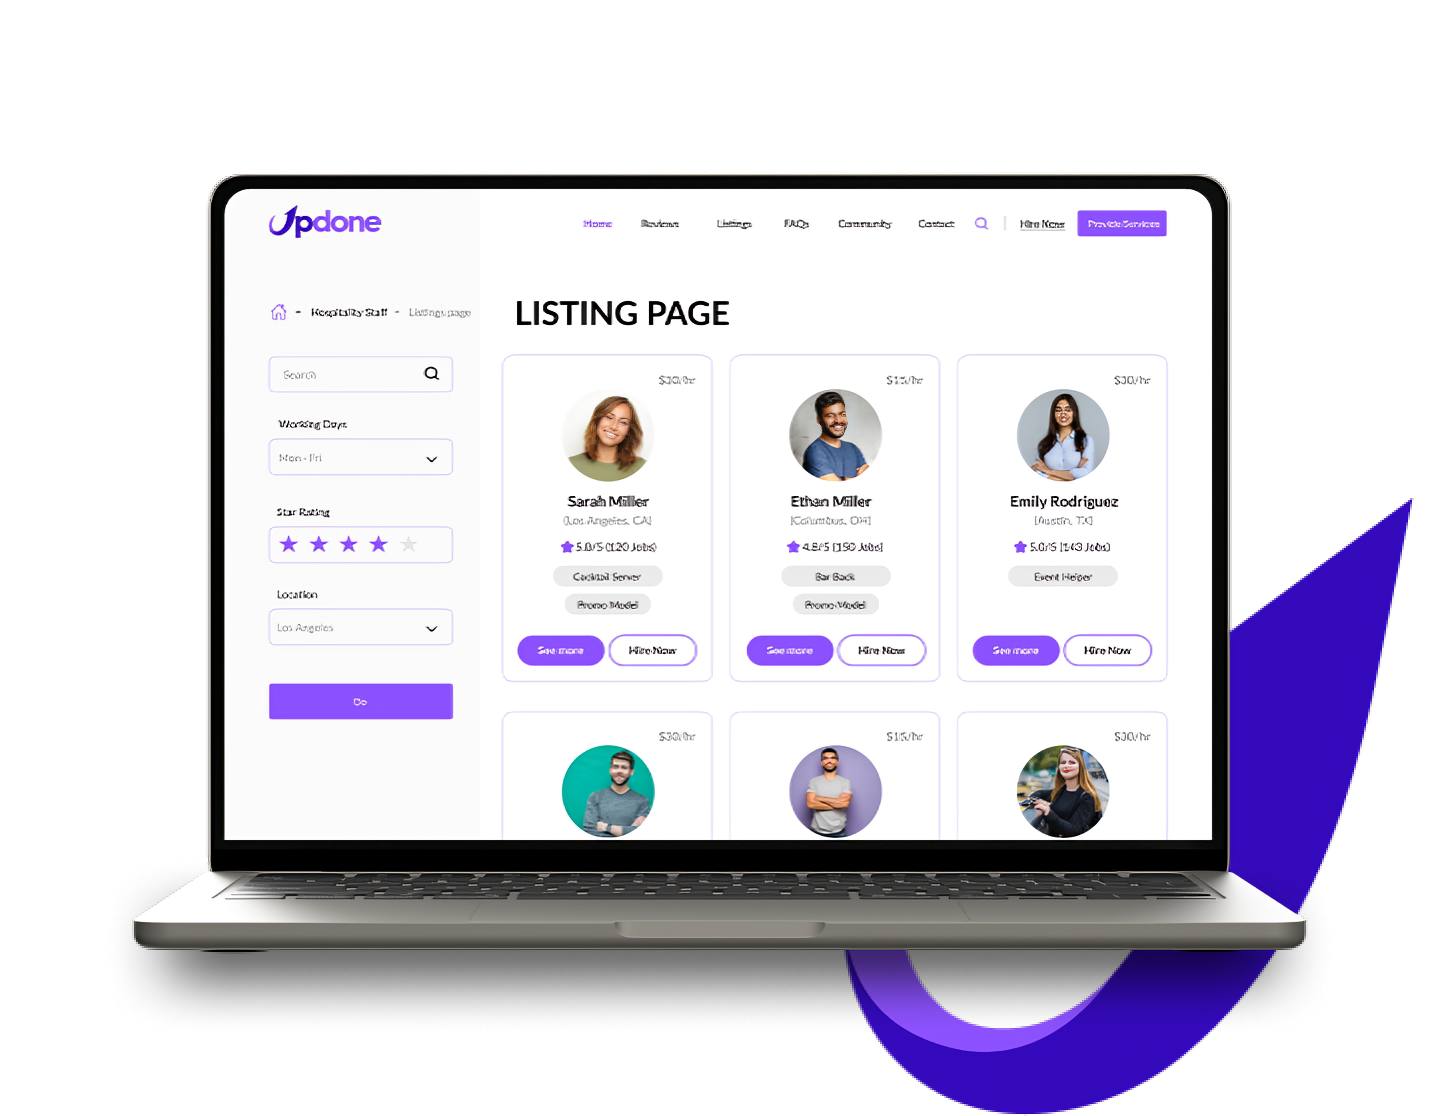 Updone
Home Reviews Listings FAQs Community Contact Hire Now Provide Services
Hospitality Staff - Listings page
LISTING PAGE
Search
Working Days
Mon - Fri
Star Rating
Location
Los Angeles
Go
$30/hr $15/hr $30/hr
Sarah Miller Ethan Miller Emily Rodriguez
(Los Angeles, CA) (Columbus, OH) (Austin, TX)
5.0/5 (120 Jobs) 4.8/5 (150 Jobs) 5.0/5 (143 Jobs)
Cocktail Server Bar Back Event Helper
Promo Model Promo Model
See more Hire Now See more Hire Now See more Hire Now
$30/hr $15/hr $30/hr